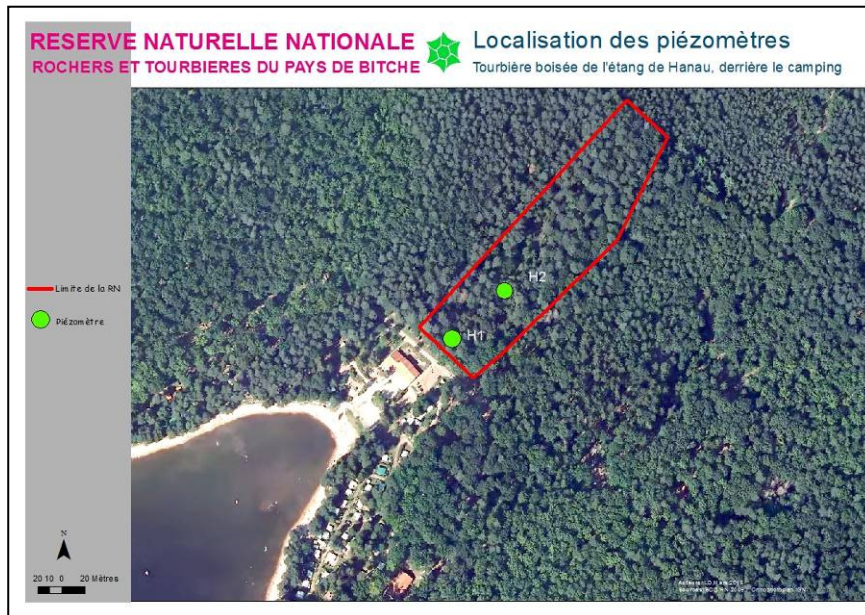 RESERVE NATURELLE NATIONALE
ROCHERS ET TOURBIERES DU PAYS DE BITCHE
Localisation des piézomètres
Tourbière boisée de l'étang de Hanau, derrière le camping
Limite de la RN
Piézomètre
H2
H1
N
20 10 0 20 Mètres